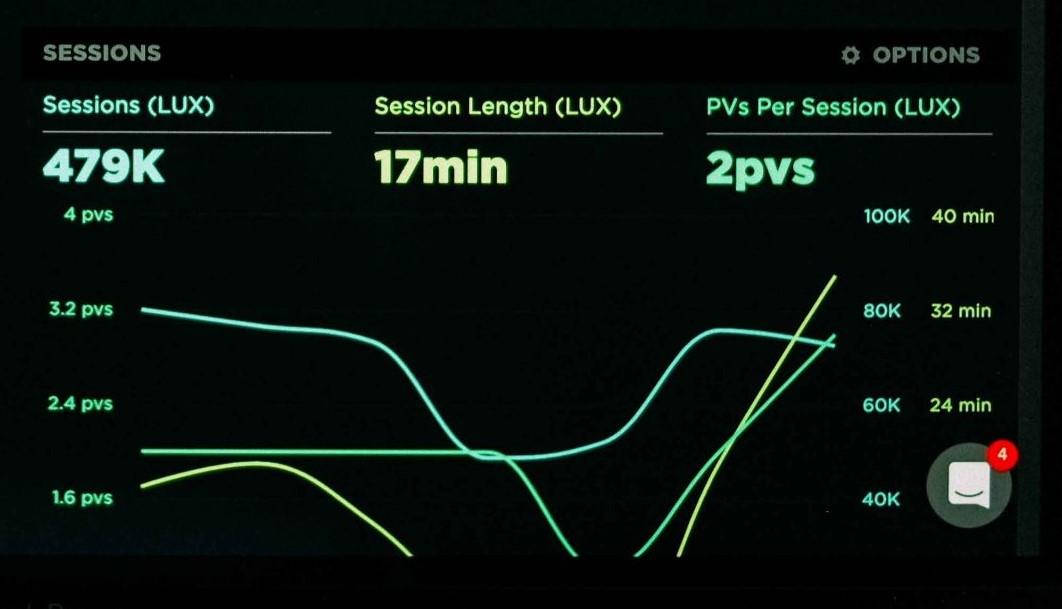 SESSIONS
OPTIONS
Sessions (LUX)
Session Length (LUX)
PVs Per Session (LUX)
479K
17min
2pvs
4 pvs
100K
40 min
3.2 pvs
80K
32 min
2.4 pvs
60K
24 min
4
1.6 pvs
40K